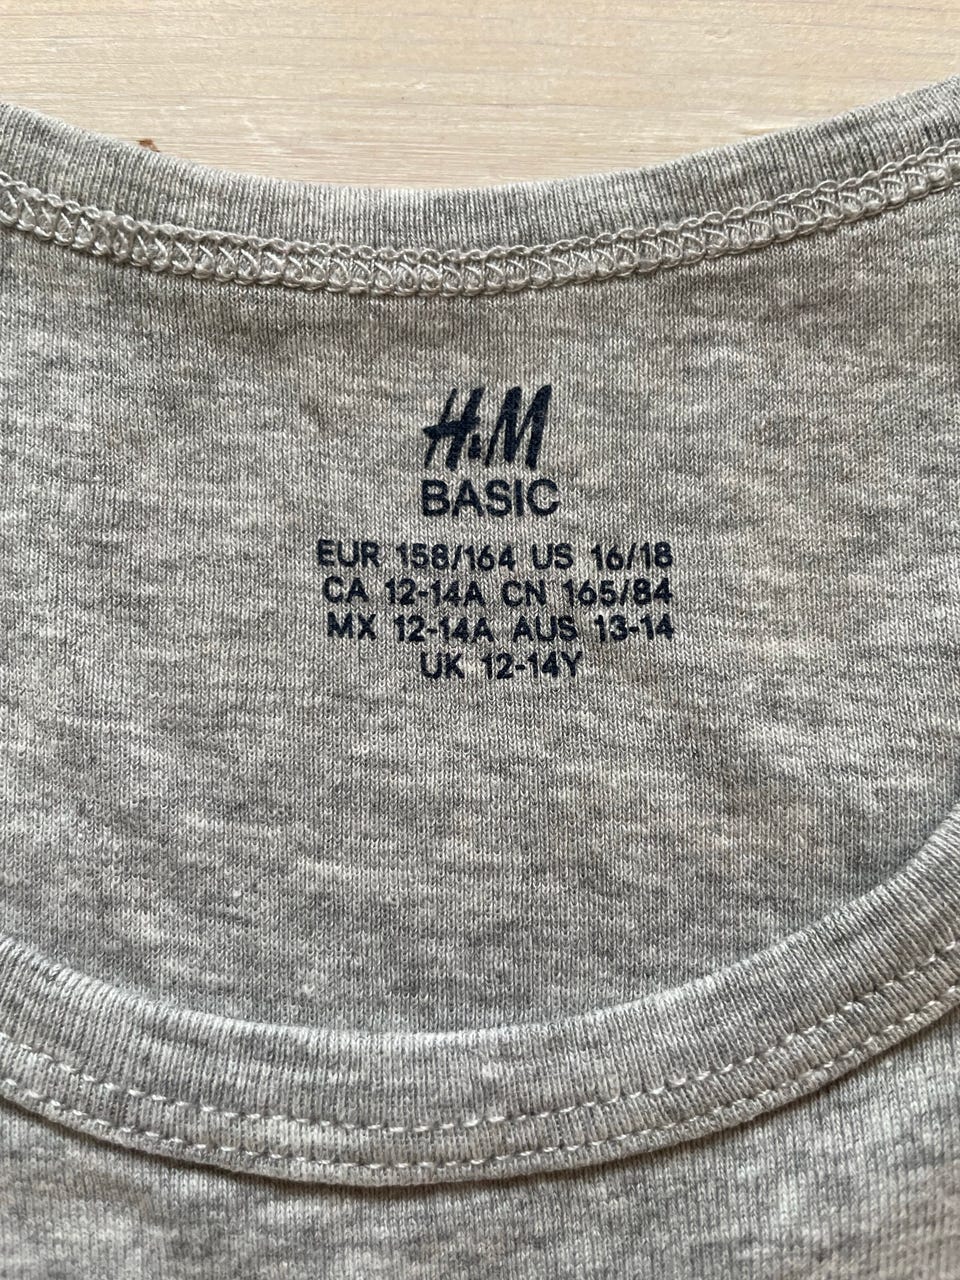 H&M
BASIC
EUR 158/164 US 16/18
CA 12-14A CN 165/84
MX 12-14A AUS 13-14
UK 12-14Y